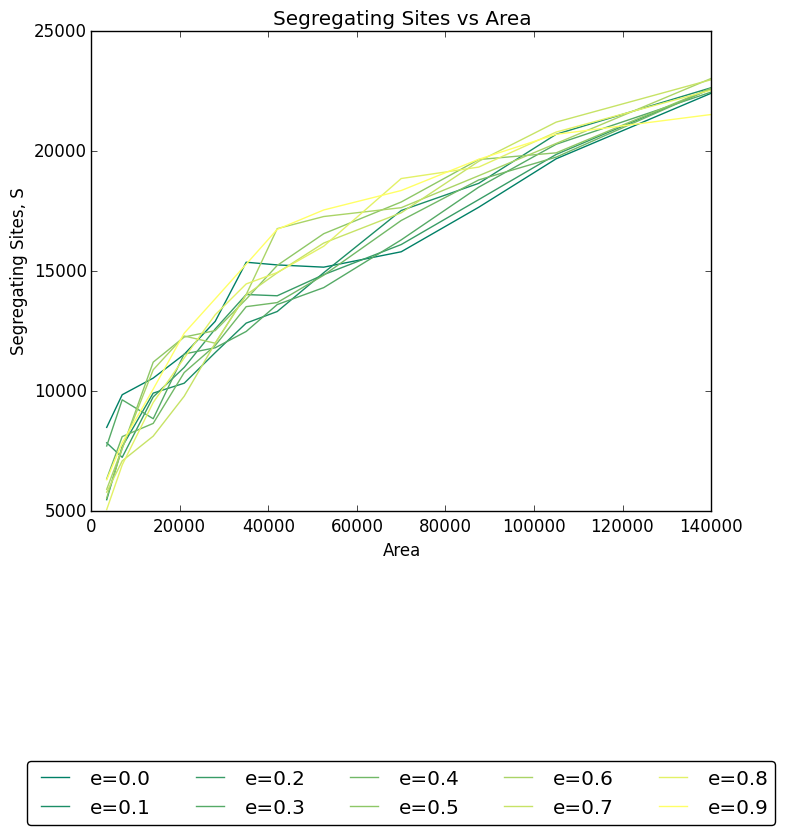 Segregating Sites vs Area
25000
20000
15000
10000
5000
Segregating Sites, S
0 20000 40000 60000 80000 100000 120000 140000
Area
e=0.0 e=0.2 e=0.4 e=0.6 e=0.8
e=0.1 e=0.3 e=0.5 e=0.7 e=0.9